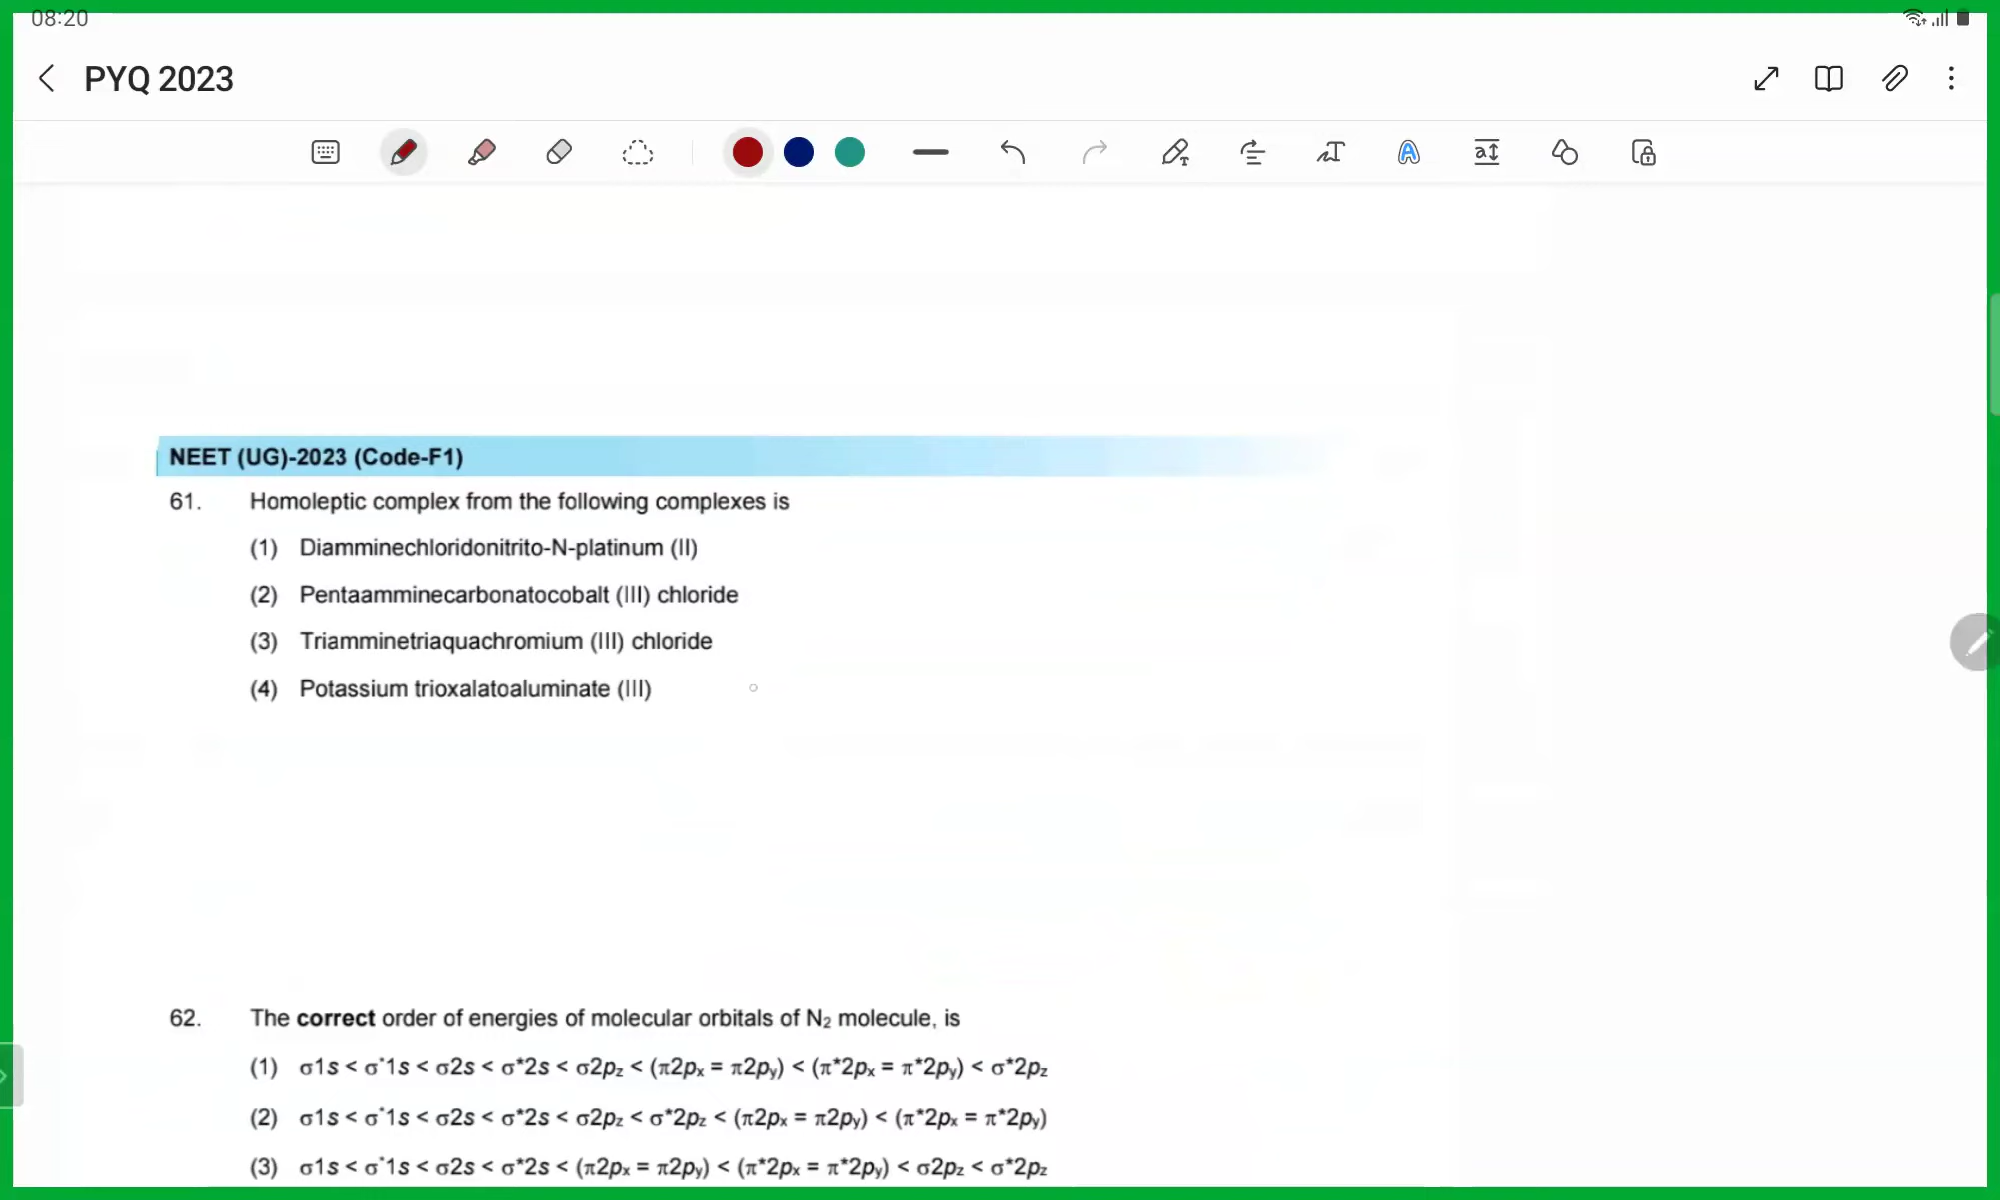 08:20
PYQ 2023
NEET (UG)-2023 (Code-F1)
61. Homoleptic complex from the following complexes is
(1) Diamminechloridonitrito-N-platinum (II)
(2) Pentaamminecarbonatocobalt (III) chloride
(3) Triamminetriaquachromium (III) chloride
(4) Potassium trioxalatoaluminate (III)
62. The correct order of energies of molecular orbitals of N₂ molecule, is
(1) σ1s < σ*1s < σ2s < σ*2s < σ2pz < (π2px = π2py) < (π*2px = π*2py) < σ*2pz
(2) σ1s < σ*1s < σ2s < σ*2s < σ2pz < σ*2pz < (π2px = π2py) < (π*2px = π*2py)
(3) σ1s < σ*1s < σ2s < σ*2s < (π2px = π2py) < (π*2px = π*2py) < σ2pz < σ*2pz